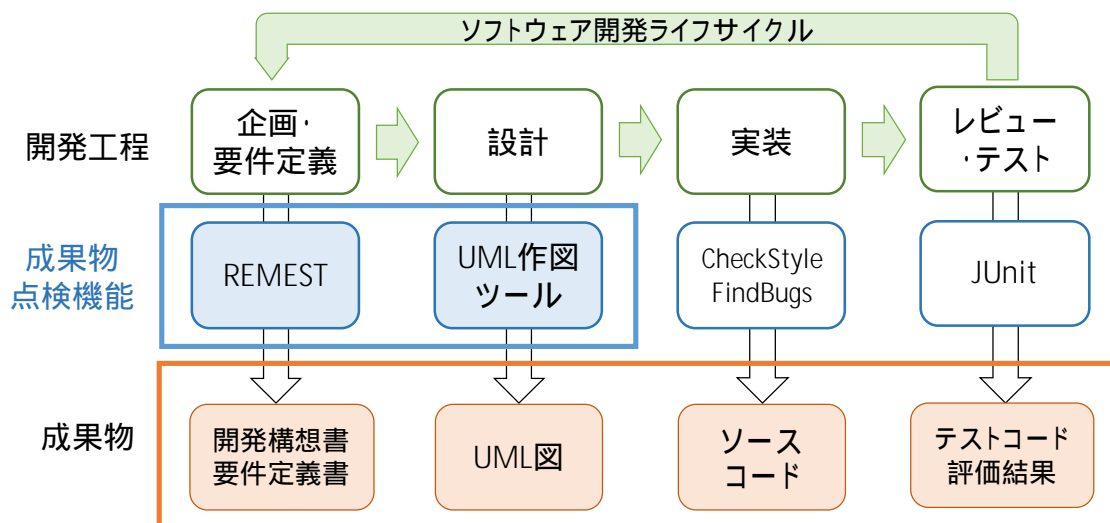 ソフトウェア開発ライフサイクル
開発工程
企画・
要件定義
設計
実装
レビュー
・テスト
成果物
点検機能
REMEST
UML作図
ツール
CheckStyle
FindBugs
JUnit
成果物
開発構想書
要件定義書
UML図
ソース
コード
テストコード
評価結果